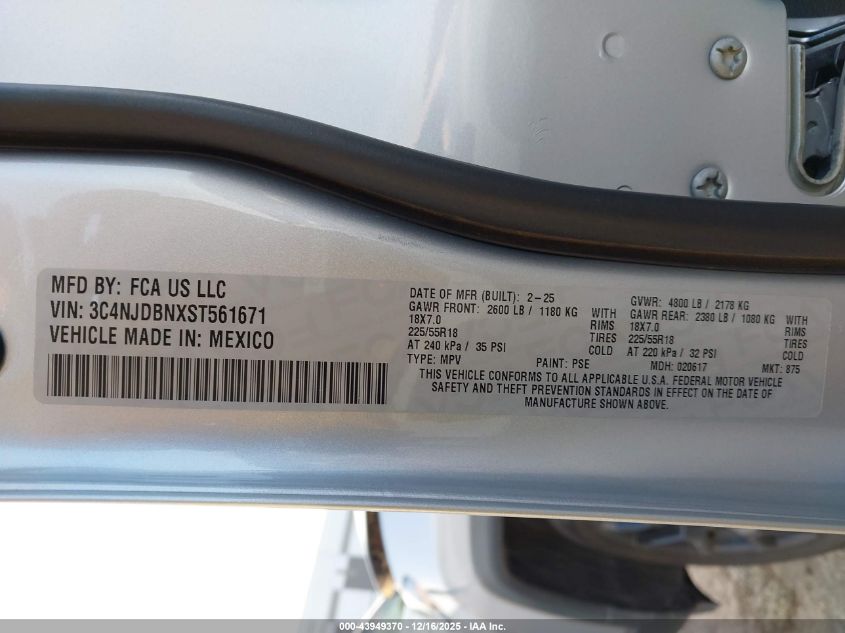 MFD BY: FCA US LLC
VIN: 3C4NJDBNXST561671
VEHICLE MADE IN: MEXICO
DATE OF MFR (BUILT): 2-25
GVWR: 4800 LB / 2178 KG
GAWR FRONT: 2600 LB / 1180 KG WITH
GAWR REAR: 2380 LB / 1080 KG WITH
18X7.0 RIMS
18X7.0 RIMS
225/55R18 TIRES
225/55R18 TIRES
AT 240 kPa / 35 PSI COLD
AT 220 kPa / 32 PSI COLD
TYPE: MPV PAINT: PSE MDH: 020617 MKT: 875
THIS VEHICLE CONFORMS TO ALL APPLICABLE U.S.A. FEDERAL MOTOR VEHICLE
SAFETY AND THEFT PREVENTION STANDARDS IN EFFECT ON THE DATE OF
MANUFACTURE SHOWN ABOVE.
000-43949370 - 12/16/2025 - IAA Inc.